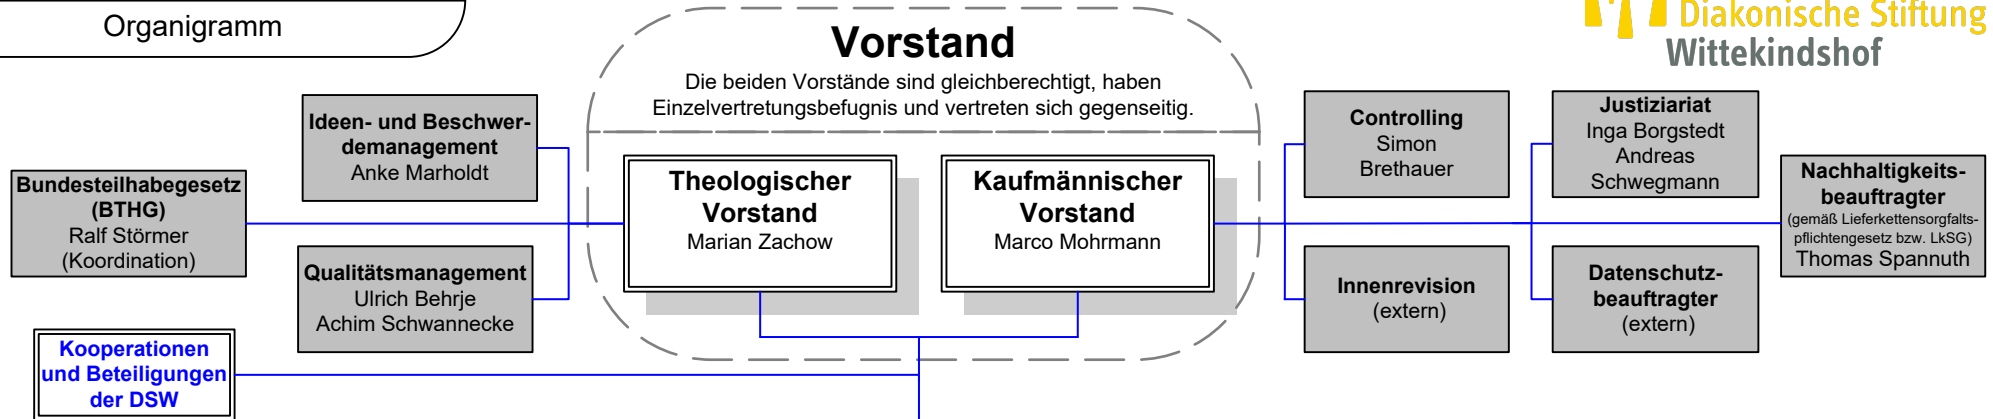 Organigramm
Vorstand
Die beiden Vorstände sind gleichberechtigt, haben
Einzelvertretungsbefugnis und vertreten sich gegenseitig.
Diakonische Stiftung
Wittekindshof
Ideen- und Beschwer-
demanagement
Anke Marholdt
Bundesteilhabegesetz
(BTHG)
Ralf Störmer
(Koordination)
Qualitätsmanagement
Ulrich Behrje
Achim Schwannecke
Theologischer
Vorstand
Marian Zachow
Kaufmännischer
Vorstand
Marco Mohrmann
Controlling
Simon
Brethauer
Justiziariat
Inga Borgstedt
Andreas
Schwegmann
Nachhaltigkeits-
beauftragter
(gemäß Lieferkettensorgfalts-
pflichtengesetz bzw. LkSG)
Thomas Spannuth
Innenrevision
(extern)
Datenschutz-
beauftragter
(extern)
Kooperationen
und Beteiligungen
der DSW